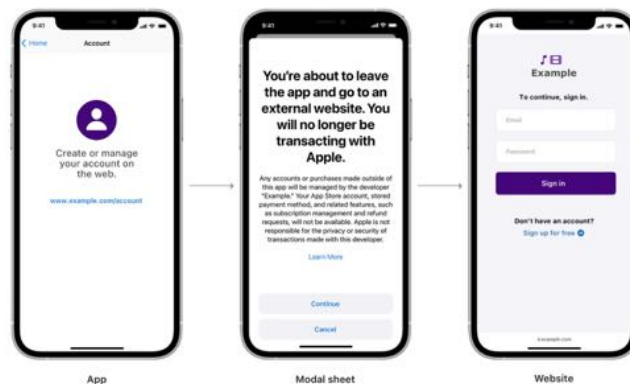 9:41
Home
Account
Create or manage
your account on
the web.
www.example.com/account
App
9:41
You're about to leave
the app and go to an
external website. You
will no longer be
transacting with
Apple.
Any accounts or purchases made outside of
this app will be managed by the developer
"Example." Your App Store account, stored
payment method, and related features, such
as subscription management and refund
requests, will not be available. Apple is not
responsible for the privacy or security of
transactions made with this developer.
Learn More
Continue
Cancel
Modal sheet
9:41
Example
To continue, sign in.
Email
Password
Sign in
Don't have an account?
Sign up for free
example.com
Website